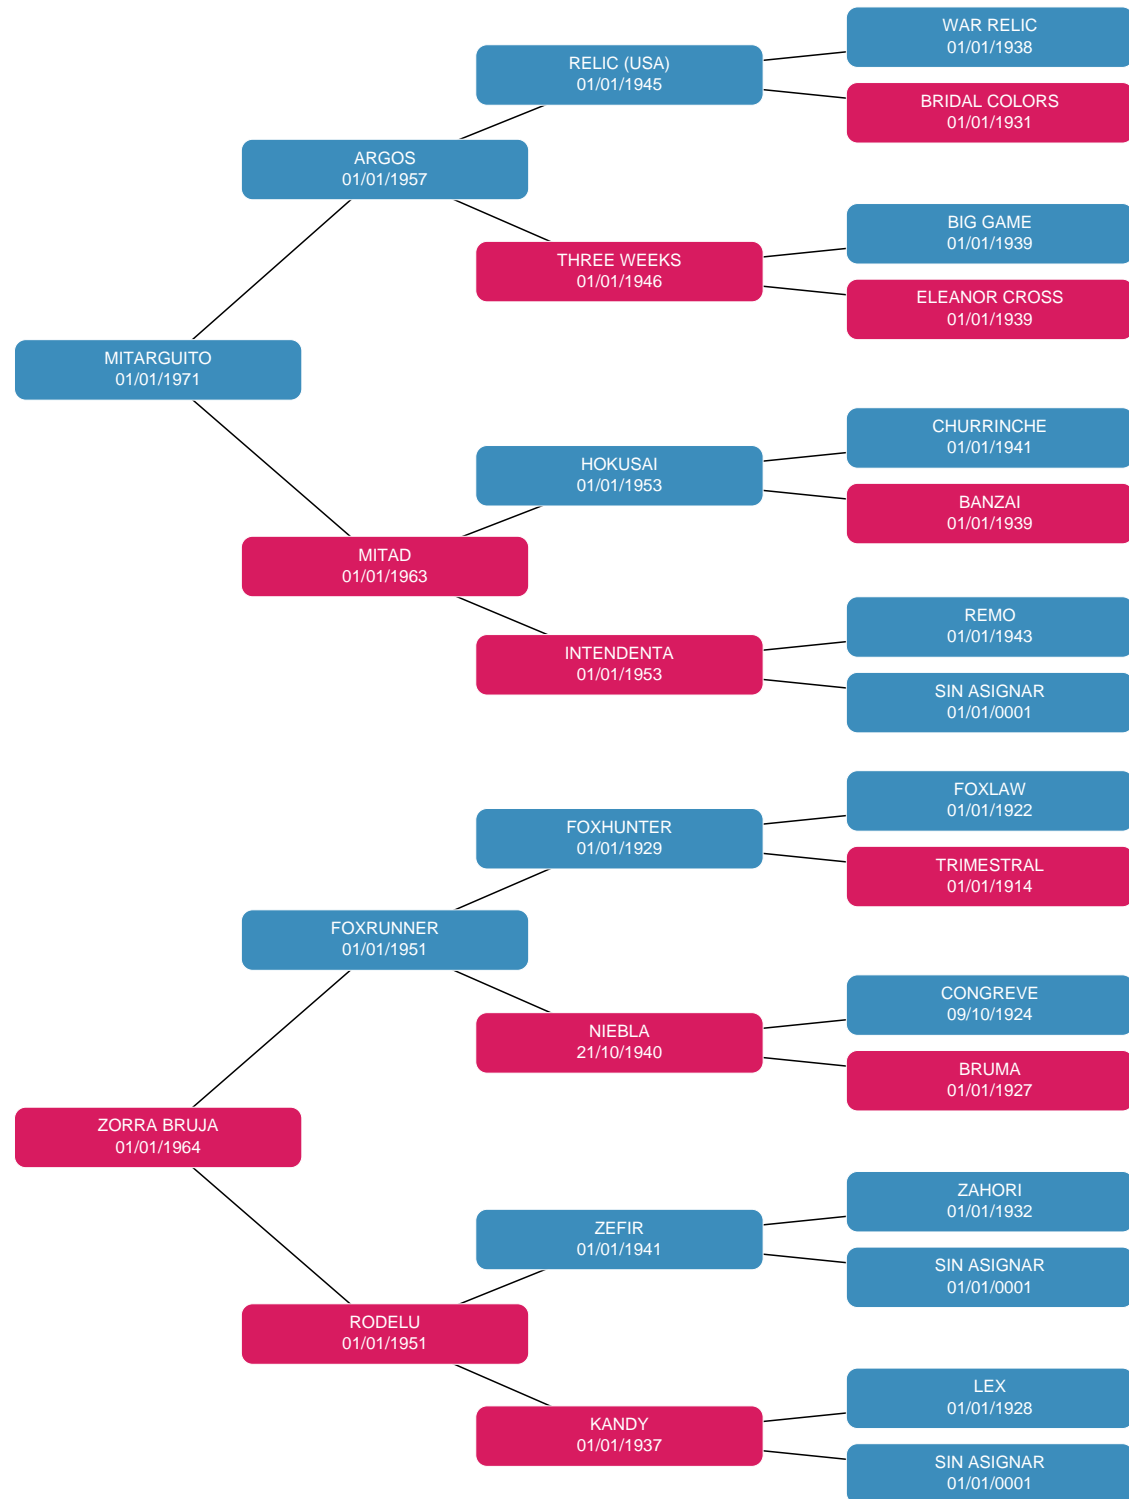 WAR RELIC
01/01/1938
RELIC (USA)
01/01/1945
BRIDAL COLORS
01/01/1931
ARGOS
01/01/1957
BIG GAME
01/01/1939
THREE WEEKS
01/01/1946
ELEANOR CROSS
01/01/1939
MITARGUITO
01/01/1971
CHURRINCHE
01/01/1941
HOKUSAI
01/01/1953
BANZAI
01/01/1939
MITAD
01/01/1963
REMO
01/01/1943
INTENDENTA
01/01/1953
SIN ASIGNAR
01/01/0001
FOXLAW
01/01/1922
FOXHUNTER
01/01/1929
TRIMESTRAL
01/01/1914
FOXRUNNER
01/01/1951
CONGREVE
09/10/1924
NIEBLA
21/10/1940
BRUMA
01/01/1927
ZORRA BRUJA
01/01/1964
ZAHORI
01/01/1932
ZEFIR
01/01/1941
SIN ASIGNAR
01/01/0001
RODELU
01/01/1951
LEX
01/01/1928
KANDY
01/01/1937
SIN ASIGNAR
01/01/0001